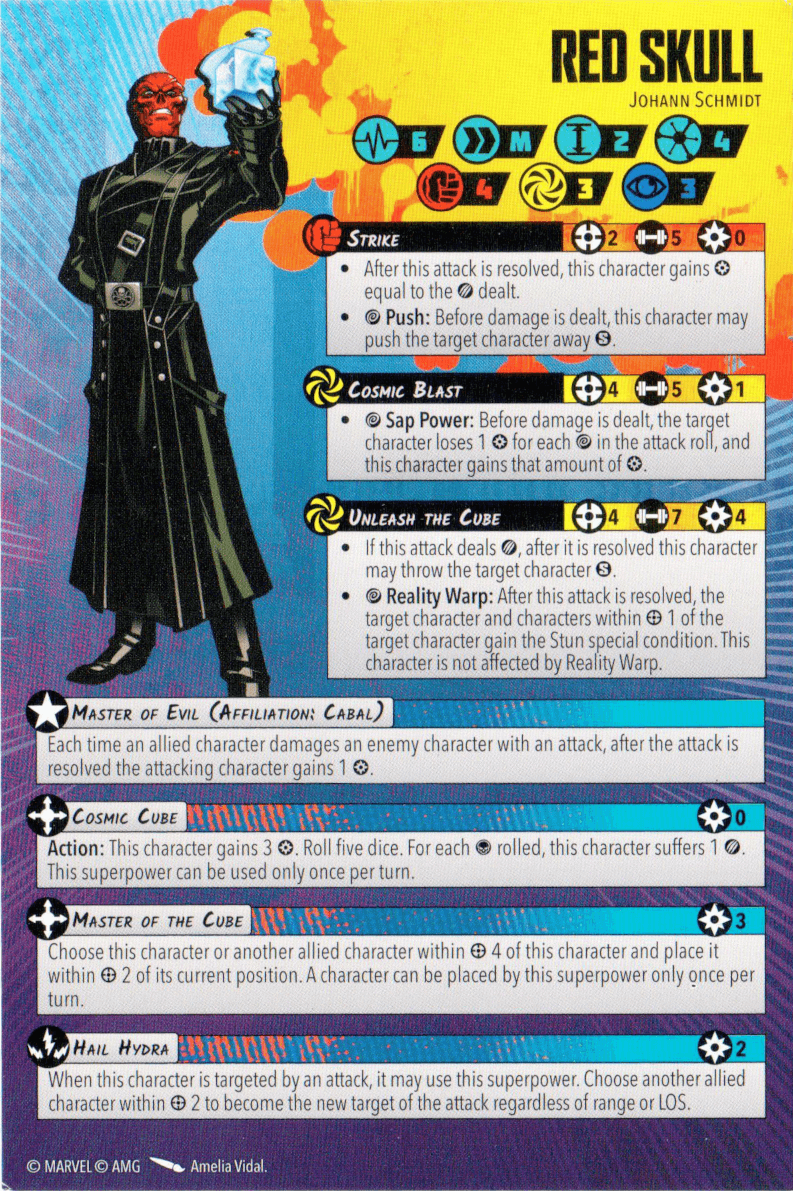 RED SKULL
JOHANN SCHMIDT
6 M 2 4
4 3 3
STRIKE 2 5 0
• After this attack is resolved, this character gains
equal to the dealt.
• Push: Before damage is dealt, this character may
push the target character away S.
COSMIC BLAST 4 5 1
• Sap Power: Before damage is dealt, the target
character loses 1 for each in the attack roll, and
this character gains that amount of .
UNLEASH THE CUBE 4 7 4
• If this attack deals , after it is resolved this character
may throw the target character S.
• Reality Warp: After this attack is resolved, the
target character and characters within 1 of the
target character gain the Stun special condition. This
character is not affected by Reality Warp.
MASTER OF EVIL (AFFILIATION: CABAL)
Each time an allied character damages an enemy character with an attack, after the attack is
resolved the attacking character gains 1 .
COSMIC CUBE 0
Action: This character gains 3 . Roll five dice. For each rolled, this character suffers 1 .
This superpower can be used only once per turn.
MASTER OF THE CUBE 3
Choose this character or another allied character within 4 of this character and place it
within 2 of its current position. A character can be placed by this superpower only once per
turn.
HAIL HYDRA 2
When this character is targeted by an attack, it may use this superpower. Choose another allied
character within 2 to become the new target of the attack regardless of range or LOS.
© MARVEL © AMG Amelia Vidal.